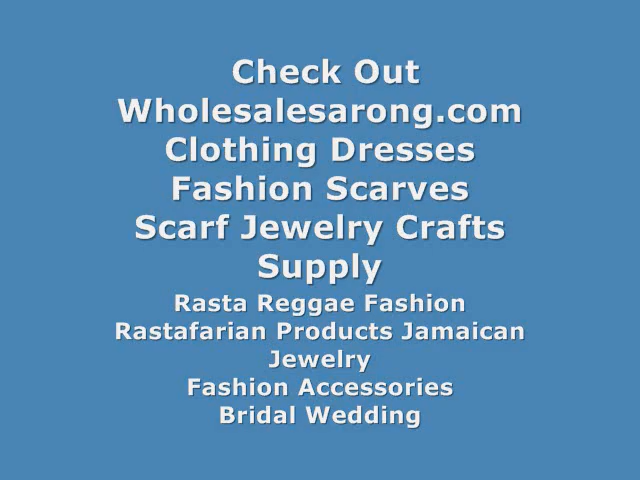 Check Out
Wholesalesarong.com
Clothing Dresses
Fashion Scarves
Scarf Jewelry Crafts
Supply
Rasta Reggae Fashion
Rastafarian Products Jamaican
Jewelry
Fashion Accessories
Bridal Wedding